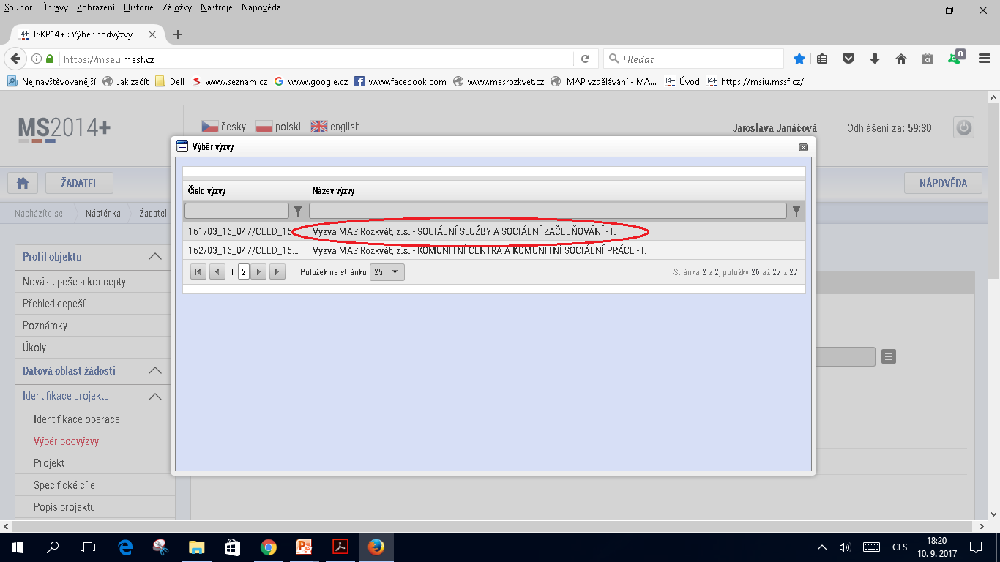 Soubor Úpravy Zobrazení Historie Záložky Nástroje Nápověda
14+ ISKP14+ : Výběr podvýzvy
https://mseu.mssf.cz Hledat 0
Nejnavštěvovanější Jak začít Dell www.seznam.cz www.google.cz www.facebook.com www.masrozkvet.cz MAP vzdělávání - MA... 14+ Úvod 14+ https://msiu.mssf.cz/
MS2014+ česky polski english Jaroslava Janáčová Odhlášení za: 59:30
Výběr výzvy
ŽADATEL NÁPOVĚDA
Číslo výzvy Název výzvy
Nacházíte se: Nástěnka Žadatel
161/03_16_047/CLLD_15 Výzva MAS Rozkvět, z.s. - SOCIÁLNÍ SLUŽBY A SOCIÁLNÍ ZAČLEŇOVÁNÍ - I.
162/03_16_047/CLLD_15... Výzva MAS Rozkvět, z.s. - KOMUNITNÍ CENTRA A KOMUNITNÍ SOCIÁLNÍ PRÁCE - I.
1 2 Položek na stránku 25 Stránka 2 z 2, položky 26 až 27 z 27
Profil objektu
Nová depeše a koncepty
Přehled depeší
Poznámky
Úkoly
Datová oblast žádosti
Identifikace projektu
Identifikace operace
Výběr podvýzvy
Projekt
Specifické cíle
Popis projektu
CES 18:20
10. 9. 2017